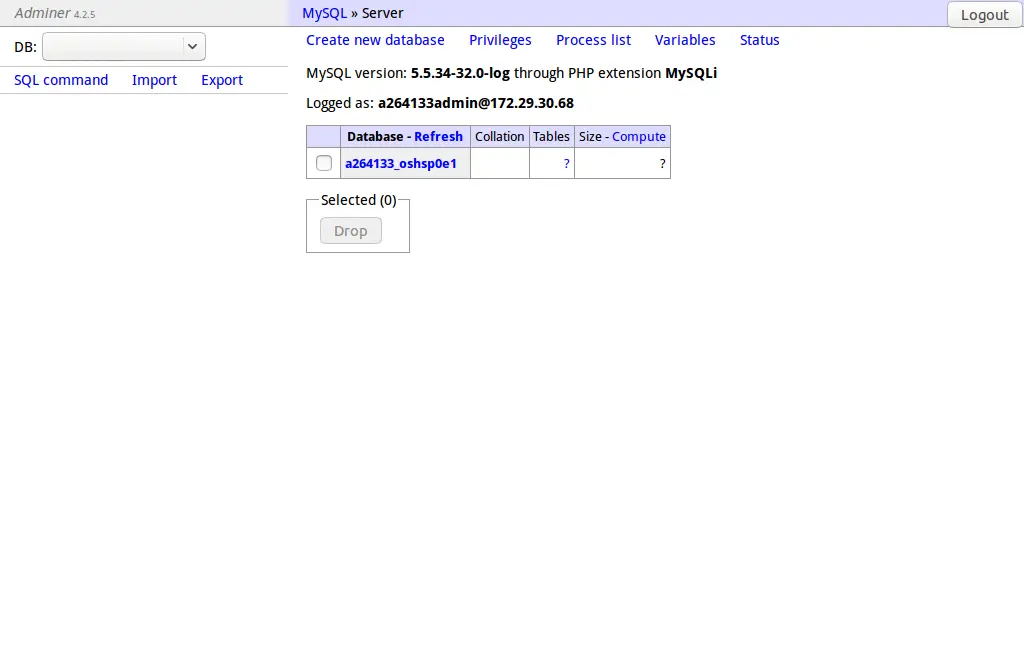 Adminer 4.2.5
MySQL » Server
Logout
DB:
SQL command Import Export
Create new database Privileges Process list Variables Status
MySQL version: 5.5.34-32.0-log through PHP extension MySQLi
Logged as: a264133admin@172.29.30.68
Database - Refresh Collation Tables Size - Compute
a264133_oshsp0e1 ? ?
Selected (0)
Drop